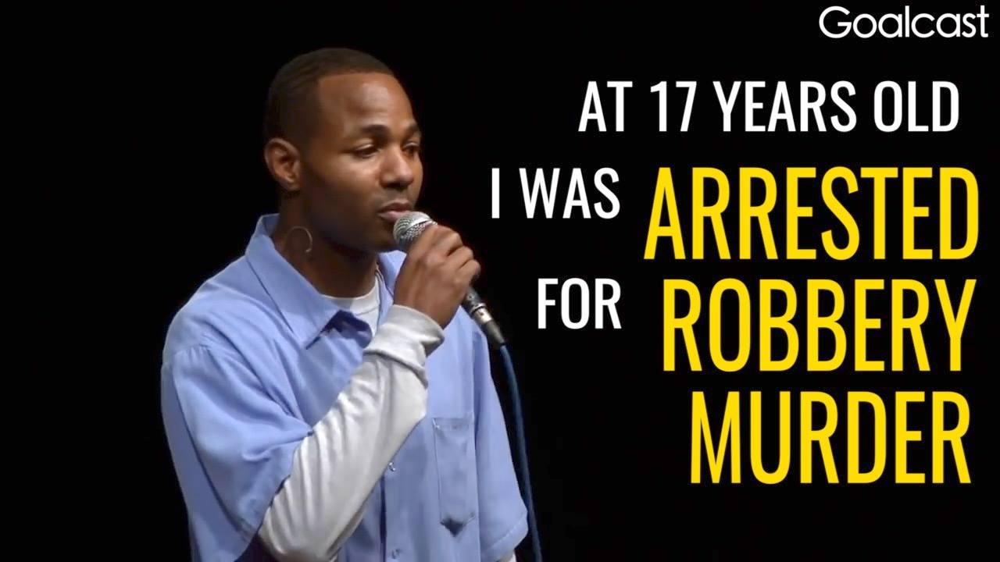 Goalcast
AT 17 YEARS OLD
I WAS ARRESTED
FOR ROBBERY
MURDER